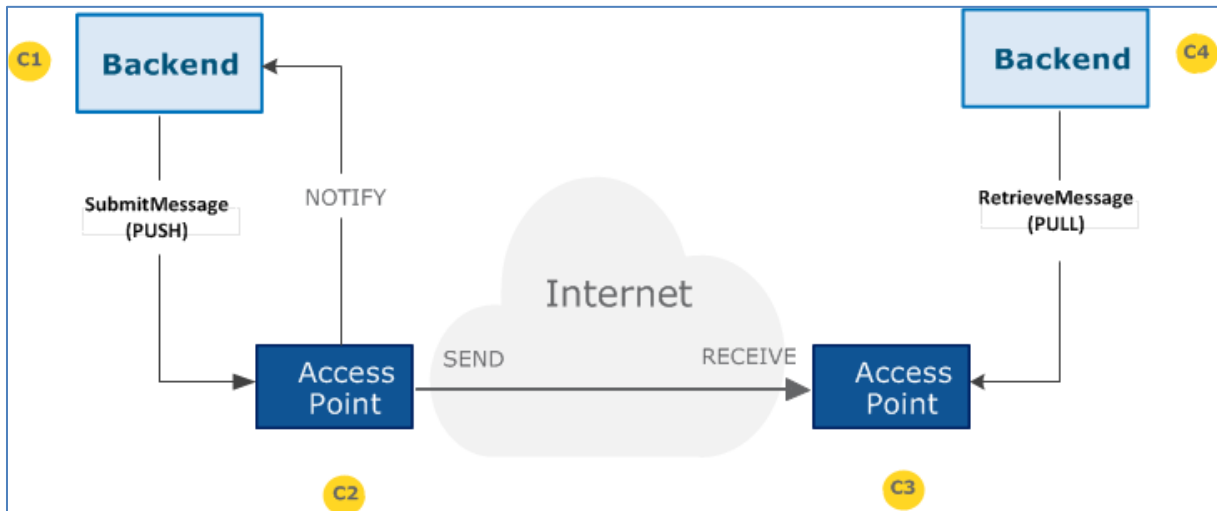 C1
Backend
Backend
C4
SubmitMessage
(PUSH)
NOTIFY
RetrieveMessage
(PULL)
Internet
SEND
RECEIVE
Access
Point
Access
Point
C2
C3